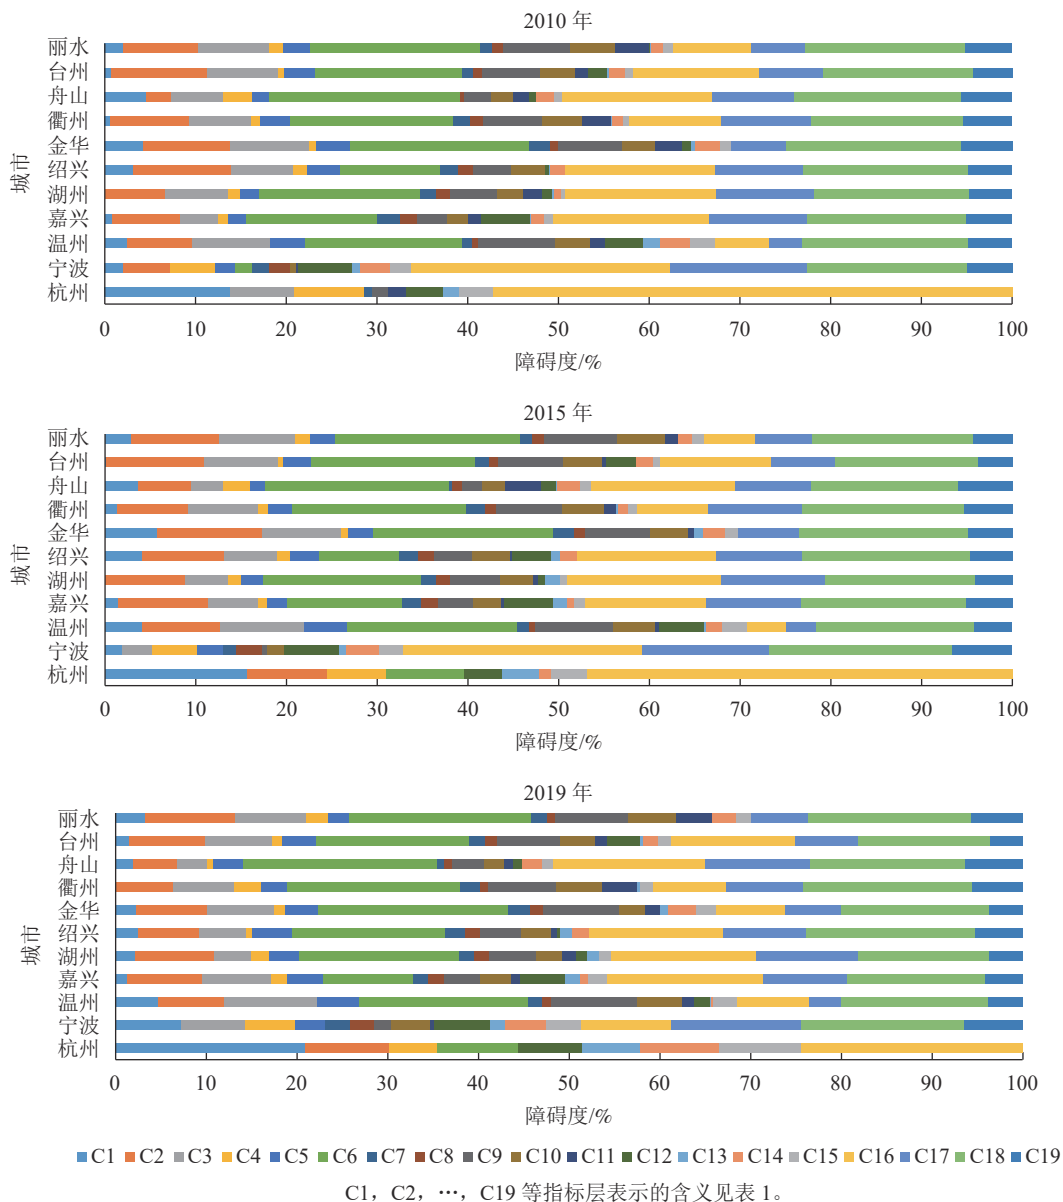 2010 年
丽水
台州
舟山
衢州
金华
绍兴
湖州
嘉兴
温州
宁波
杭州
城市
0 10 20 30 40 50 60 70 80 90 100
障碍度/%
2015 年
丽水
台州
舟山
衢州
金华
绍兴
湖州
嘉兴
温州
宁波
杭州
城市
0 10 20 30 40 50 60 70 80 90 100
障碍度/%
2019 年
丽水
台州
舟山
衢州
金华
绍兴
湖州
嘉兴
温州
宁波
杭州
城市
0 10 20 30 40 50 60 70 80 90 100
障碍度/%
C1 C2 C3 C4 C5 C6 C7 C8 C9 C10 C11 C12 C13 C14 C15 C16 C17 C18 C19
C1，C2，…，C19 等指标层表示的含义见表 1。